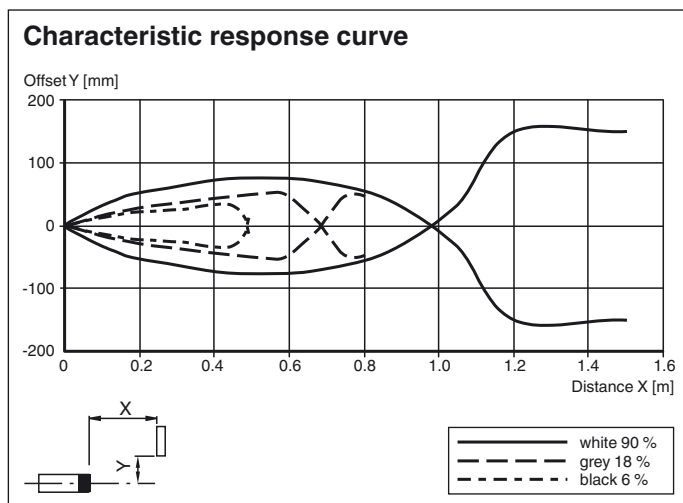 Characteristic response curve
Offset Y [mm]
200
100
0
-100
-200
0 0.2 0.4 0.6 0.8 1.0 1.2 1.4 1.6
Distance X [m]
X
Y
white 90 %
grey 18 %
black 6 %